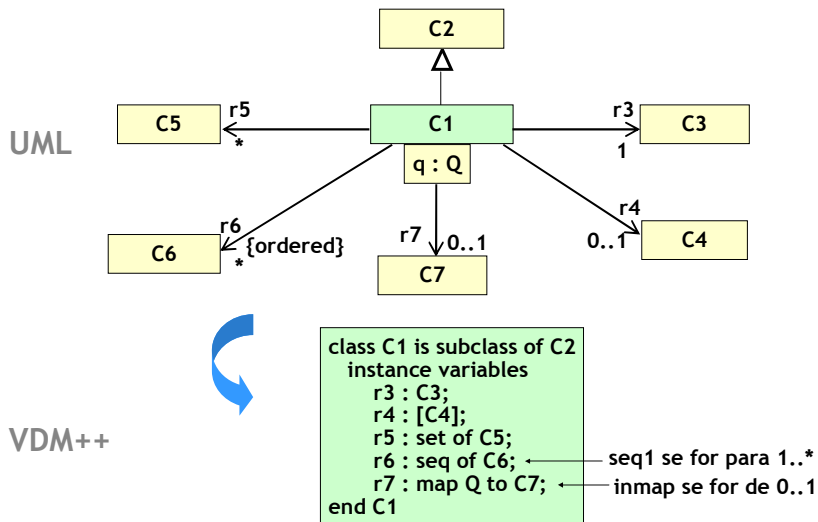 C2
r5
r3
C5
C1
C3
UML
*
1
q : Q
r4
r6
{ordered}
r7
0..1
0..1
C4
C6
*
C7
class C1 is subclass of C2
instance variables
r3 : C3;
r4 : [C4];
VDM++
r5 : set of C5;
r6 : seq of C6;
seq1 se for para 1..*
r7 : map Q to C7;
inmap se for de 0..1
end C1